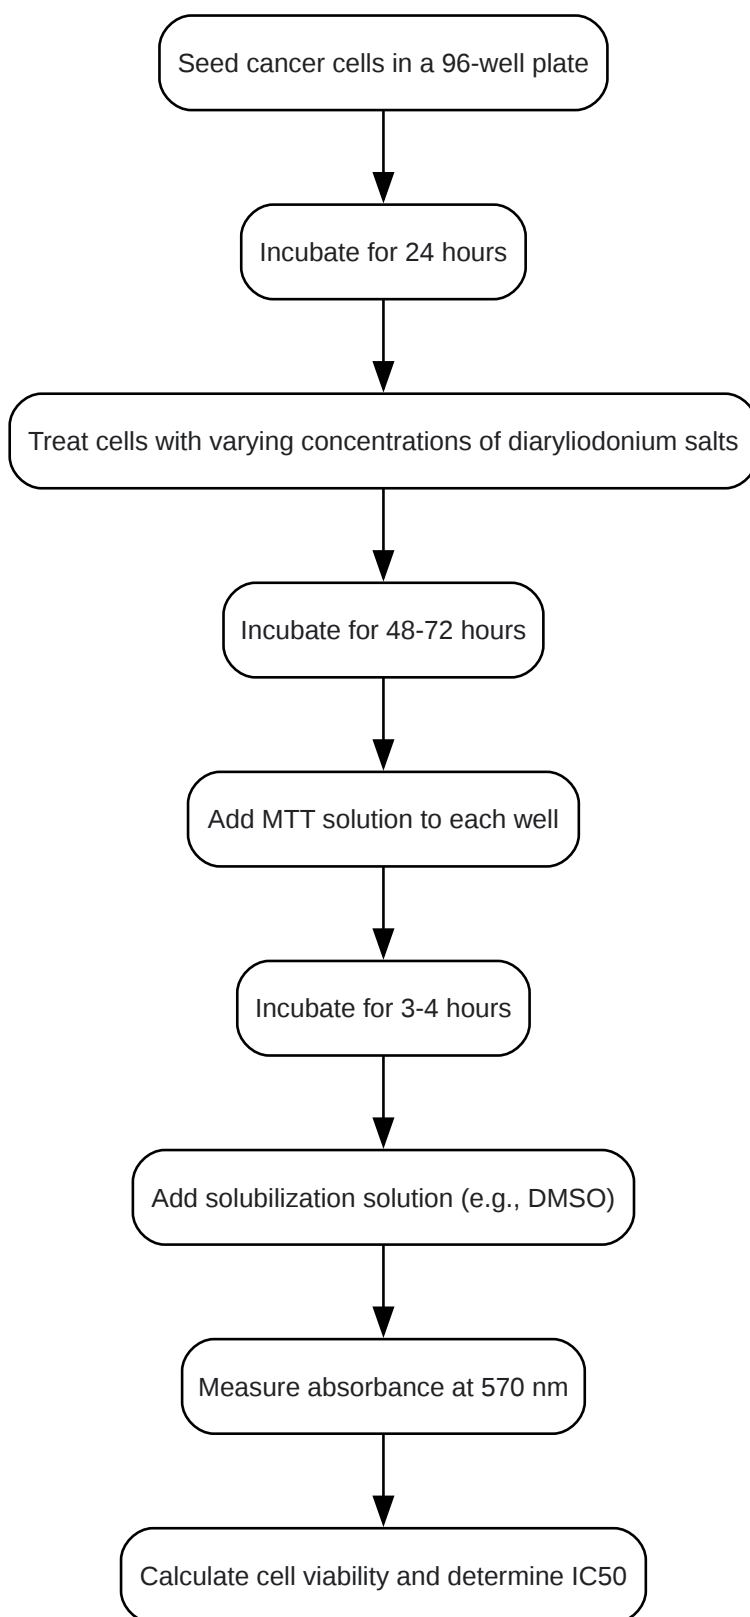 Seed cancer cells in a 96-well plate
Incubate for 24 hours
Treat cells with varying concentrations of diaryliodonium salts
Incubate for 48-72 hours
Add MTT solution to each well
Incubate for 3-4 hours
Add solubilization solution (e.g., DMSO)
Measure absorbance at 570 nm
Calculate cell viability and determine IC50